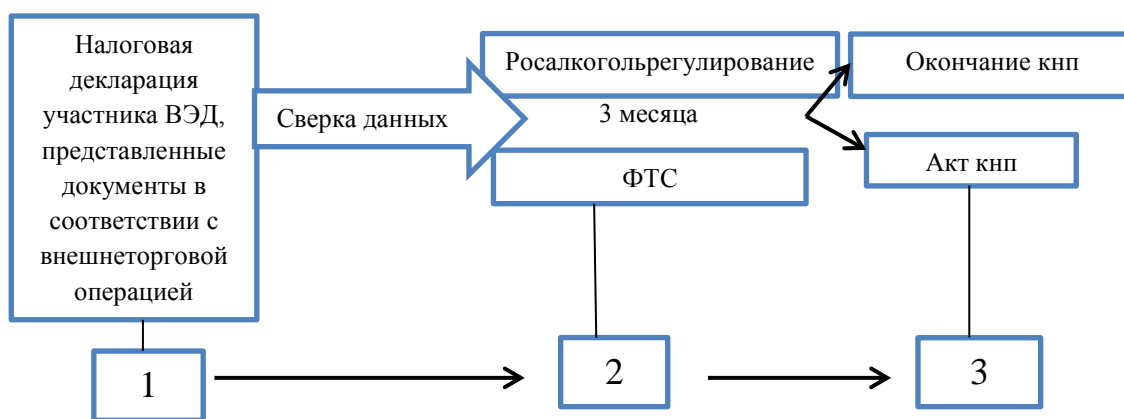 Налоговая
декларация
участника ВЭД,
представленные
документы в
соответствии с
внешнеторговой
операцией
Сверка данных
Росалкогольрегулирование
3 месяца
ФТС
Окончание кнп
Акт кнп
1
2
3